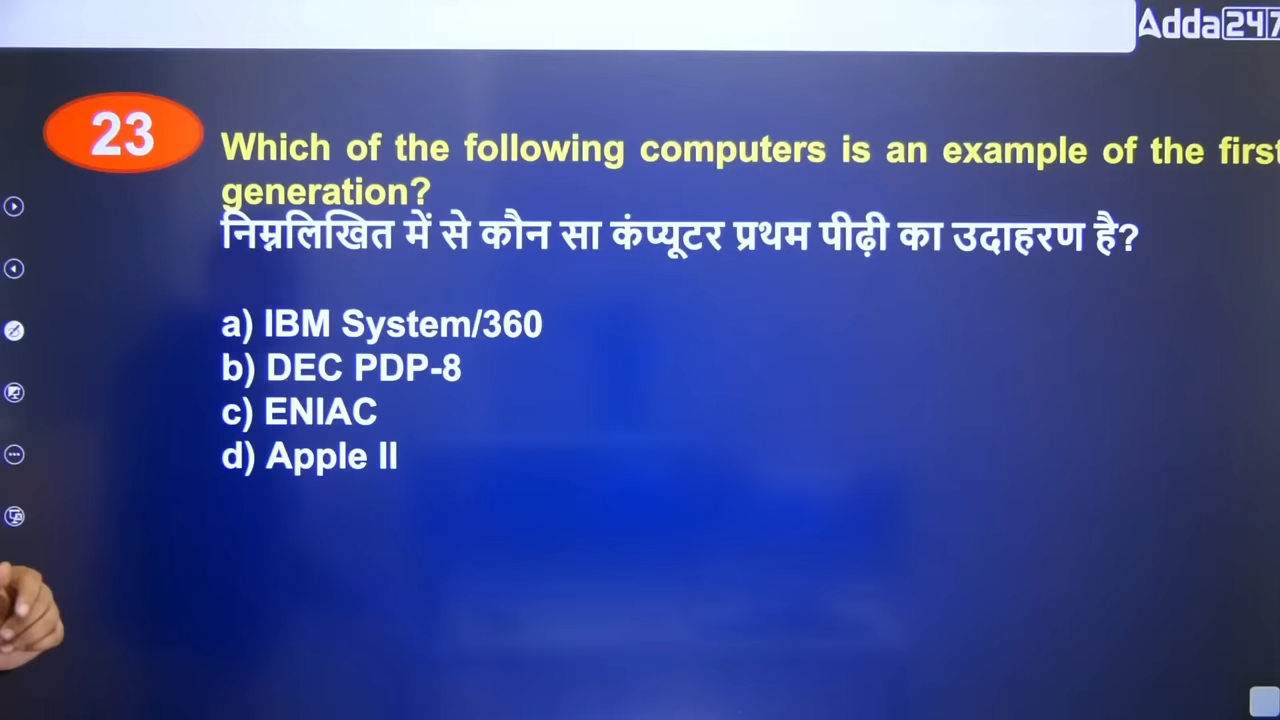 Adda247
23
Which of the following computers is an example of the first
generation?
निम्नलिखित में से कौन सा कंप्यूटर प्रथम पीढ़ी का उदाहरण है?
a) IBM System/360
b) DEC PDP-8
c) ENIAC
d) Apple II